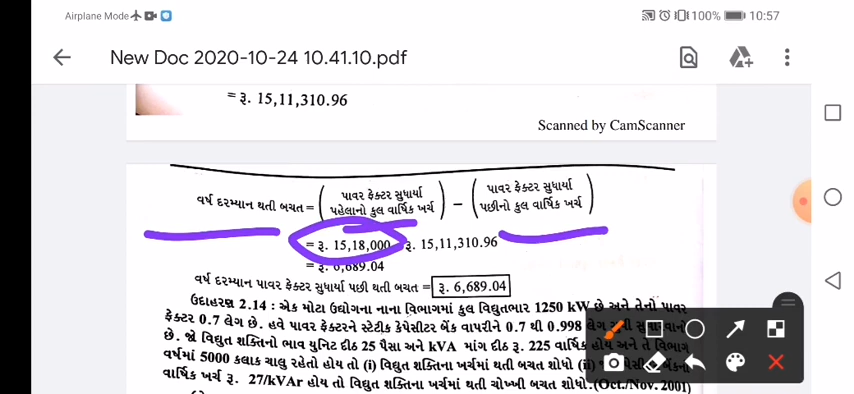 Airplane Mode 100% 10:57
New Doc 2020-10-24 10.41.10.pdf
= રૂ. 15,11,310.96
Scanned by CamScanner
વર્ષ દરમ્યાન થતી બચત = (પાવર ફેક્ટર સુધાર્યા પહેલાનો કુલ વાર્ષિક ખર્ચ) – (પાવર ફેક્ટર સુધાર્યા પછીનો કુલ વાર્ષિક ખર્ચ)
= રૂ. 15,18,000 રૂ. 15,11,310.96
= રૂ. 6,689.04
વર્ષ દરમ્યાન પાવર ફેક્ટર સુધાર્યા પછી થતી બચત = રૂ. 6,689.04
ઉદાહરણ 2.14 : એક મોટા ઉદ્યોગના નાના વિભાગમાં કુલ વિદ્યુતભાર 1250 kW છે અને તેનો પાવર
ફેક્ટર 0.7 લેગ છે. હવે પાવર ફેક્ટરને સ્ટેટીક કેપેસીટર બેંક વાપરીને 0.7 થી 0.998 લેગ
છે. જો વિદ્યુત શક્તિનો ભાવ યુનિટ દીઠ 25 પૈસા અને kVA માંગ દીઠ રૂ. 225 વાર્ષિક હોય અને તે વિભાગ
વર્ષમાં 5000 કલાક ચાલુ રહેતો હોય તો (i) વિદ્યુત શક્તિના ખર્ચમાં થતી બચત શોધો (ii)
વાર્ષિક ખર્ચ રૂ. 27/kVAr હોય તો વિદ્યુત શક્તિના ખર્ચમાં થતી ચોખ્ખી બચત શોધો. (Oct./Nov. 2001)